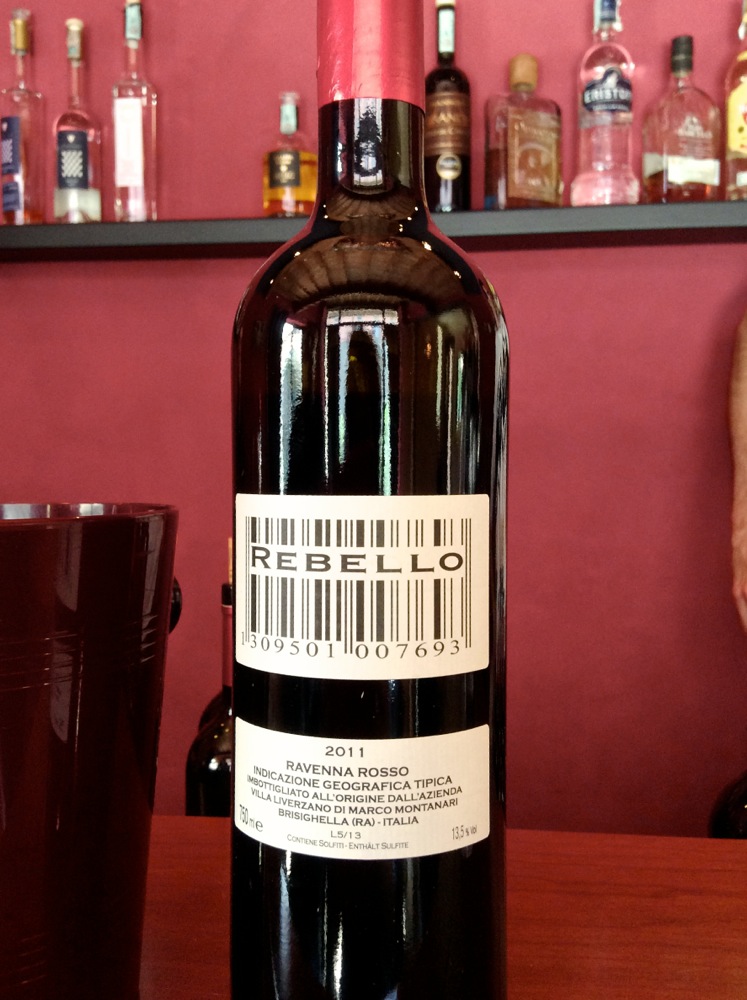 ERISTOFF
REBELLO
1 309501 007693
2011
RAVENNA ROSSO
INDICAZIONE GEOGRAFICA TIPICA
IMBOTTIGLIATO ALL'ORIGINE DALL'AZIENDA
VILLA LIVERZANO DI MARCO MONTANARI
BRISIGHELLA (RA) - ITALIA
750 ml e
L5/13
13,5 % Vol
CONTIENE SOLFITI - ENTHÄLT SULFITE